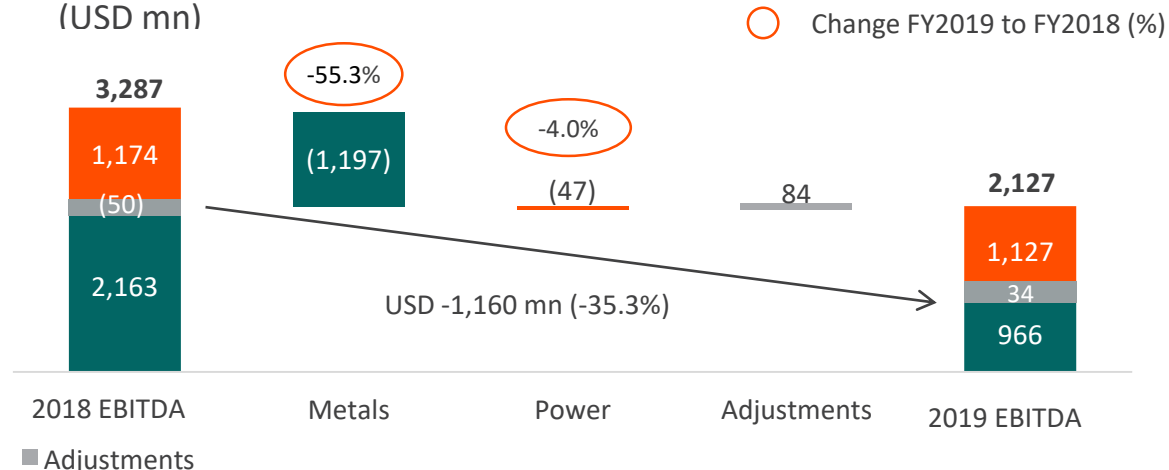 (USD mn)
Change FY2019 to FY2018 (%)
-55.3%
3,287
-4.0%
1,174
(1,197)
(47)
84
2,127
(50)
1,127
2,163
34
USD -1,160 mn (-35.3%)
966
2018 EBITDA
Metals
Power
Adjustments
2019 EBITDA
Adjustments